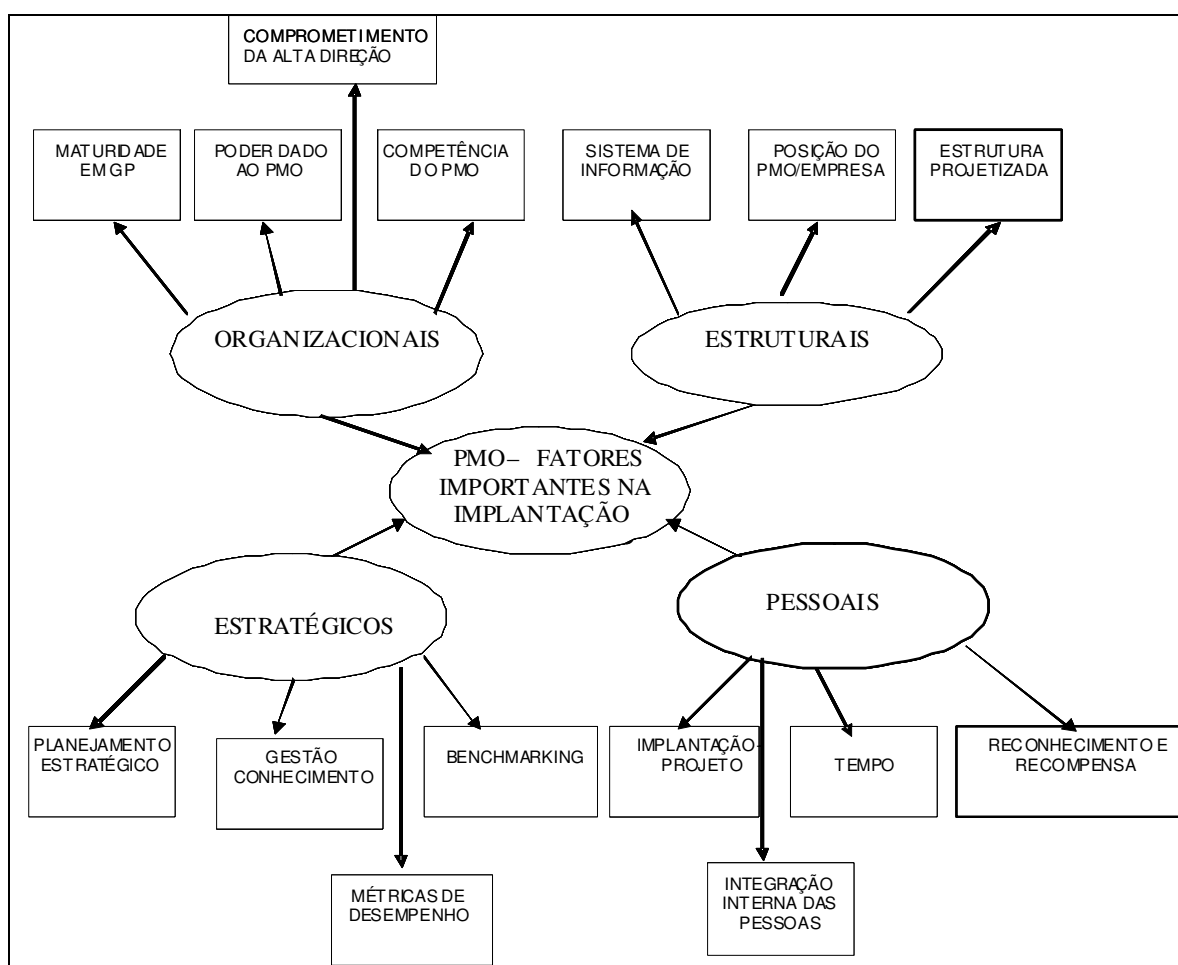 COMPROMETIMENTO
DA ALTA DIREÇÃO
MATURIDADE
EM GP
PODER DADO
AO PMO
COMPETÊNCIA
DO PMO
SISTEMA DE
INFORMAÇÃO
POSIÇÃO DO
PMO/EMPRESA
ESTRUTURA
PROJETIZADA
ORGANIZACIONAIS
ESTRUTURAIS
PMO– FATORES
IMPORTANTES NA
IMPLANTAÇÃO
ESTRATÉGICOS
PESSOAIS
PLANEJAMENTO
ESTRATÉGICO
GESTÃO
CONHECIMENTO
BENCHMARKING
IMPLANTAÇÃO-
PROJETO
TEMPO
RECONHECIMENTO E
RECOMPENSA
MÉTRICAS DE
DESEMPENHO
INTEGRAÇÃO
INTERNA DAS
PESSOAS